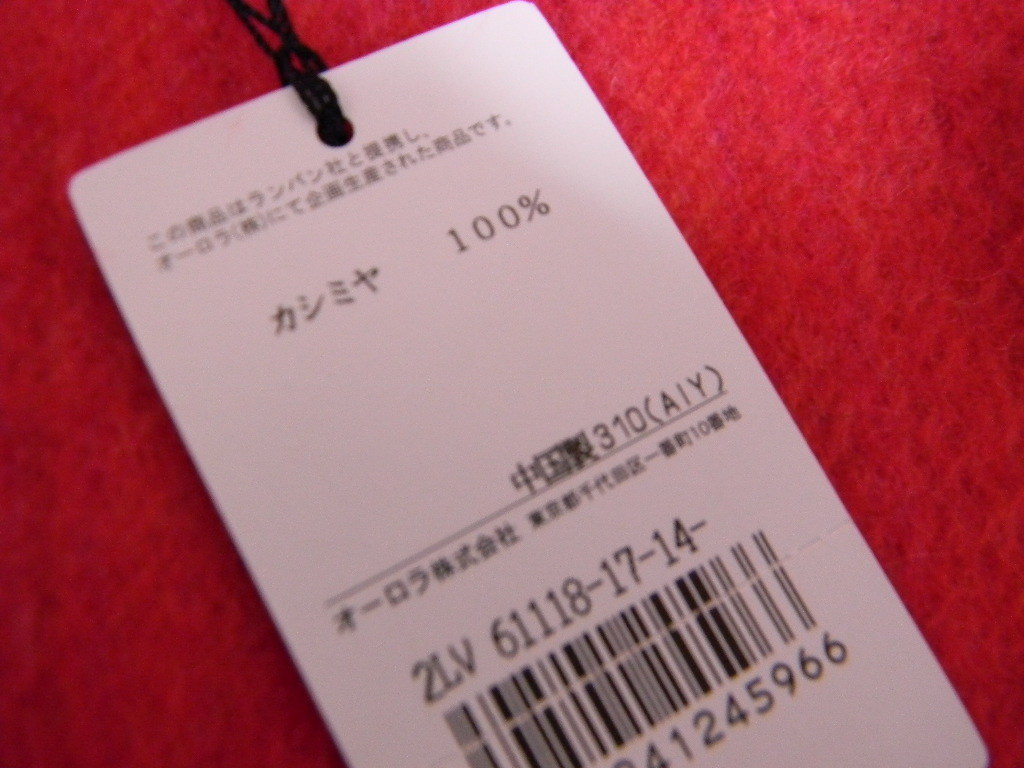 この商品はランバン社と提携し、
オーロラ(株)にて企画生産された商品です。
カシミヤ 100%
中国製310(AIY)
オーロラ株式会社 東京都千代田区一番町10番地
2LV 61118-17-14-
41245966